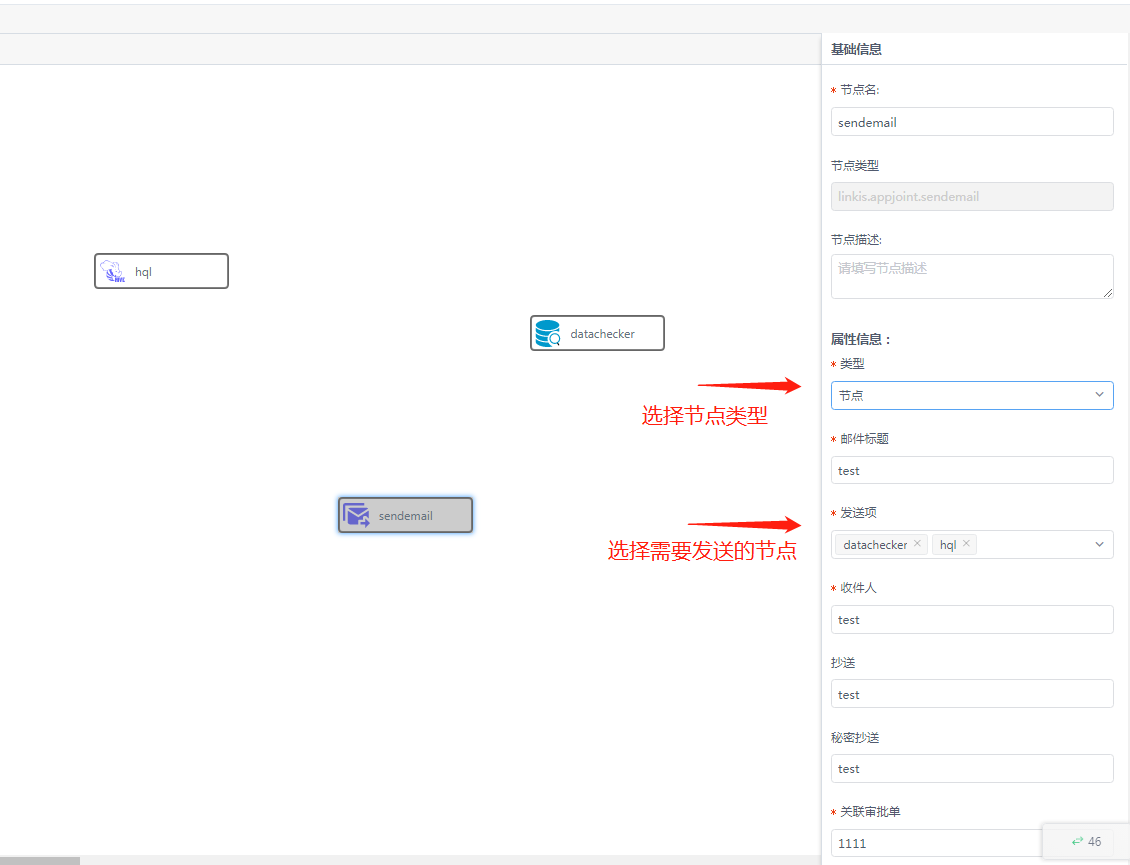 基础信息
* 节点名:
sendemail
节点类型
linkis.appjoint.sendemail
节点描述:
请填写节点描述
属性信息：
* 类型
节点
* 邮件标题
test
* 发送项
datachecker × hql ×
* 收件人
test
抄送
test
秘密抄送
test
* 关联审批单
1111
46
hql
datachecker
sendemail
选择节点类型
选择需要发送的节点